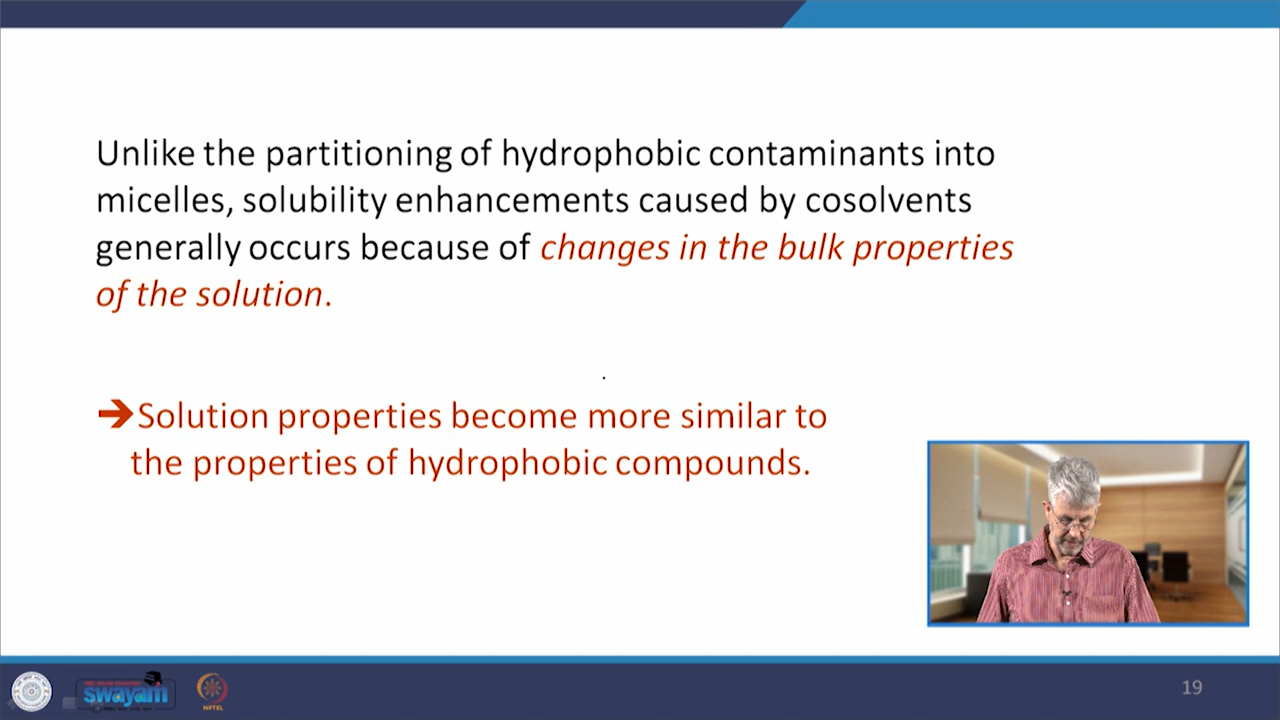 Unlike the partitioning of hydrophobic contaminants into
micelles, solubility enhancements caused by cosolvents
generally occurs because of changes in the bulk properties
of the solution.
➔Solution properties become more similar to
the properties of hydrophobic compounds.
swayam
NPTEL
19